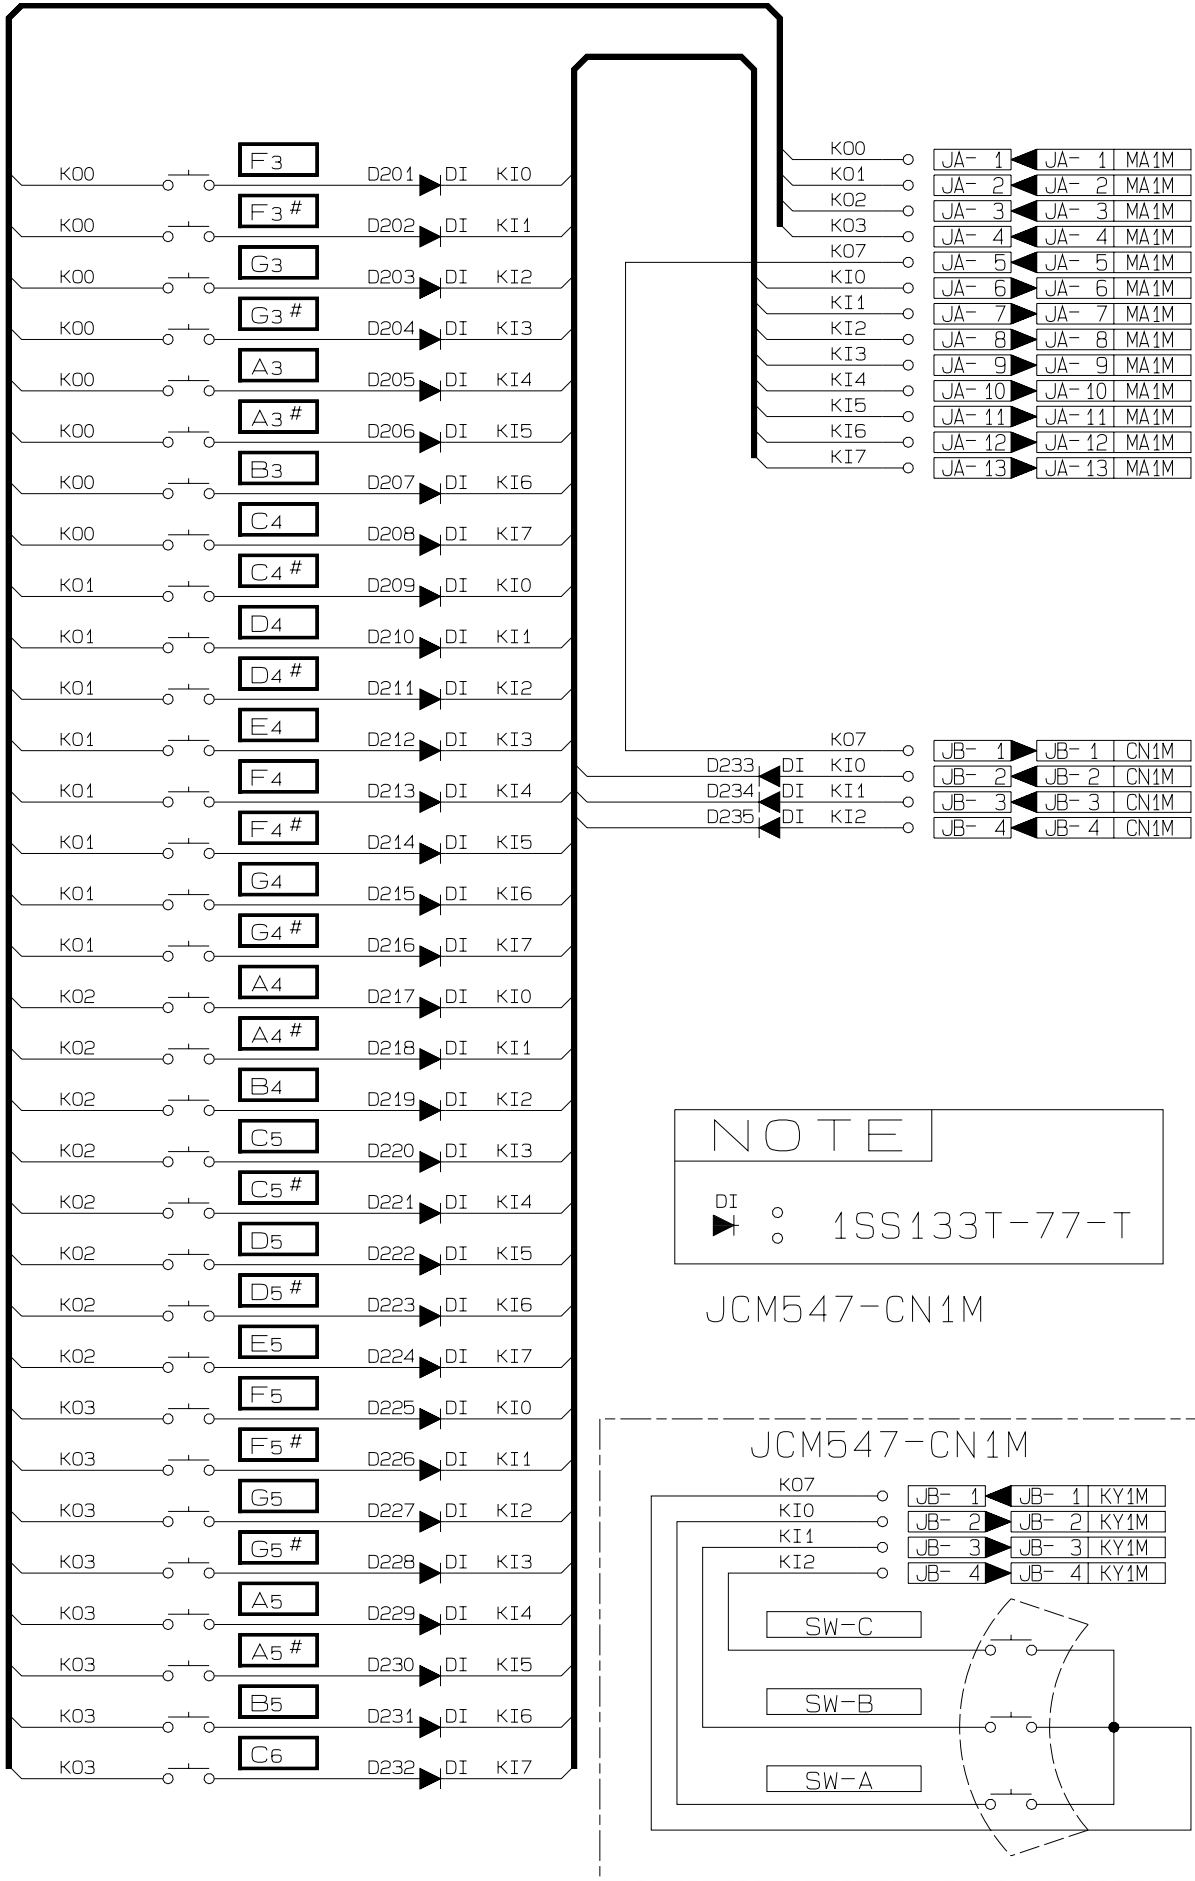 F3
K00 D201 DI KI0
F3#
K00 D202 DI KI1
G3
K00 D203 DI KI2
G3#
K00 D204 DI KI3
A3
K00 D205 DI KI4
A3#
K00 D206 DI KI5
B3
K00 D207 DI KI6
C4
K00 D208 DI KI7
C4#
K01 D209 DI KI0
D4
K01 D210 DI KI1
D4#
K01 D211 DI KI2
E4
K01 D212 DI KI3
F4
K01 D213 DI KI4
F4#
K01 D214 DI KI5
G4
K01 D215 DI KI6
G4#
K01 D216 DI KI7
A4
K02 D217 DI KI0
A4#
K02 D218 DI KI1
B4
K02 D219 DI KI2
C5
K02 D220 DI KI3
C5#
K02 D221 DI KI4
D5
K02 D222 DI KI5
D5#
K02 D223 DI KI6
E5
K02 D224 DI KI7
F5
K03 D225 DI KI0
F5#
K03 D226 DI KI1
G5
K03 D227 DI KI2
G5#
K03 D228 DI KI3
A5
K03 D229 DI KI4
A5#
K03 D230 DI KI5
B5
K03 D231 DI KI6
C6
K03 D232 DI KI7
K00 JA- 1 JA- 1 MA1M
K01 JA- 2 JA- 2 MA1M
K02 JA- 3 JA- 3 MA1M
K03 JA- 4 JA- 4 MA1M
K07 JA- 5 JA- 5 MA1M
KI0 JA- 6 JA- 6 MA1M
KI1 JA- 7 JA- 7 MA1M
KI2 JA- 8 JA- 8 MA1M
KI3 JA- 9 JA- 9 MA1M
KI4 JA- 10 JA- 10 MA1M
KI5 JA- 11 JA- 11 MA1M
KI6 JA- 12 JA- 12 MA1M
KI7 JA- 13 JA- 13 MA1M
K07 JB- 1 JB- 1 CN1M
D233 DI KI0 JB- 2 JB- 2 CN1M
D234 DI KI1 JB- 3 JB- 3 CN1M
D235 DI KI2 JB- 4 JB- 4 CN1M
NOTE
DI
: 1SS133T-77-T
JCM547-CN1M
JCM547-CN1M
K07 JB- 1 JB- 1 KY1M
KI0 JB- 2 JB- 2 KY1M
KI1 JB- 3 JB- 3 KY1M
KI2 JB- 4 JB- 4 KY1M
SW-C
SW-B
SW-A